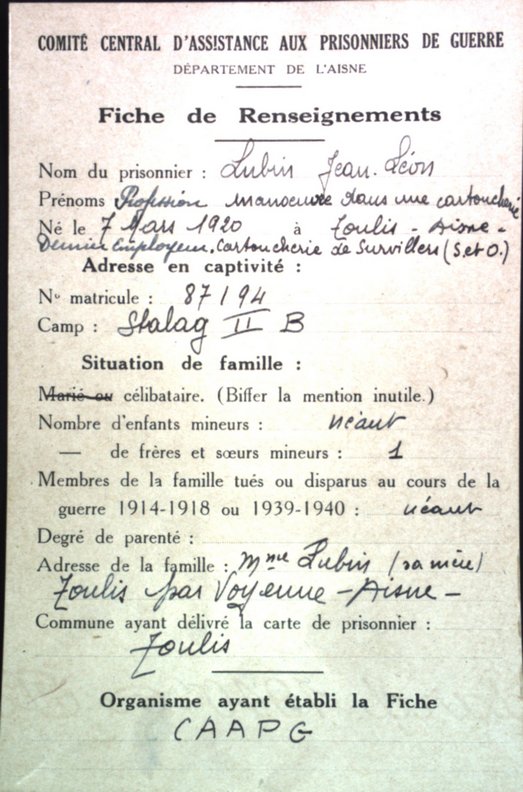 COMITÉ CENTRAL D'ASSISTANCE AUX PRISONNIERS DE GUERRE
DÉPARTEMENT DE L'AISNE
Fiche de Renseignements
Nom du prisonnier : Lubin Jean-Léon
Prénoms Profession manoeuvre dans une cartoucherie
Né le 7 Mars 1920 à Toulis - Aisne -
Dernier Employeur. Cartoucherie de Survilliers (S. et O.)
Adresse en captivité :
No matricule : 87194
Camp : Stalag II B
Situation de famille :
Marié ou célibataire. (Biffer la mention inutile.)
Nombre d'enfants mineurs : néant
— de frères et sœurs mineurs : 1
Membres de la famille tués ou disparus au cours de la
guerre 1914-1918 ou 1939-1940 : néant
Degré de parenté :
Adresse de la famille : Mme Lubin (sa mère)
Toulis par Voyenne - Aisne -
Commune ayant délivré la carte de prisonnier :
Toulis
Organisme ayant établi la Fiche
CAAPG